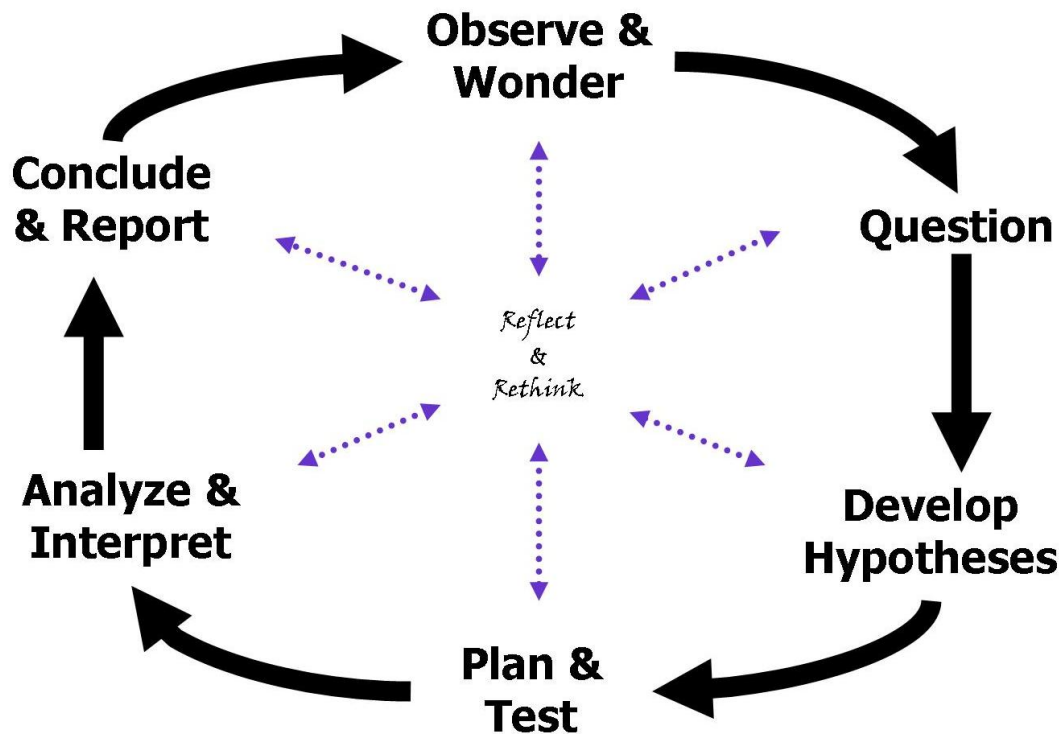 Observe &
Wonder
Question
Develop
Hypotheses
Plan &
Test
Analyze &
Interpret
Conclude
& Report
Reflect
&
Rethink